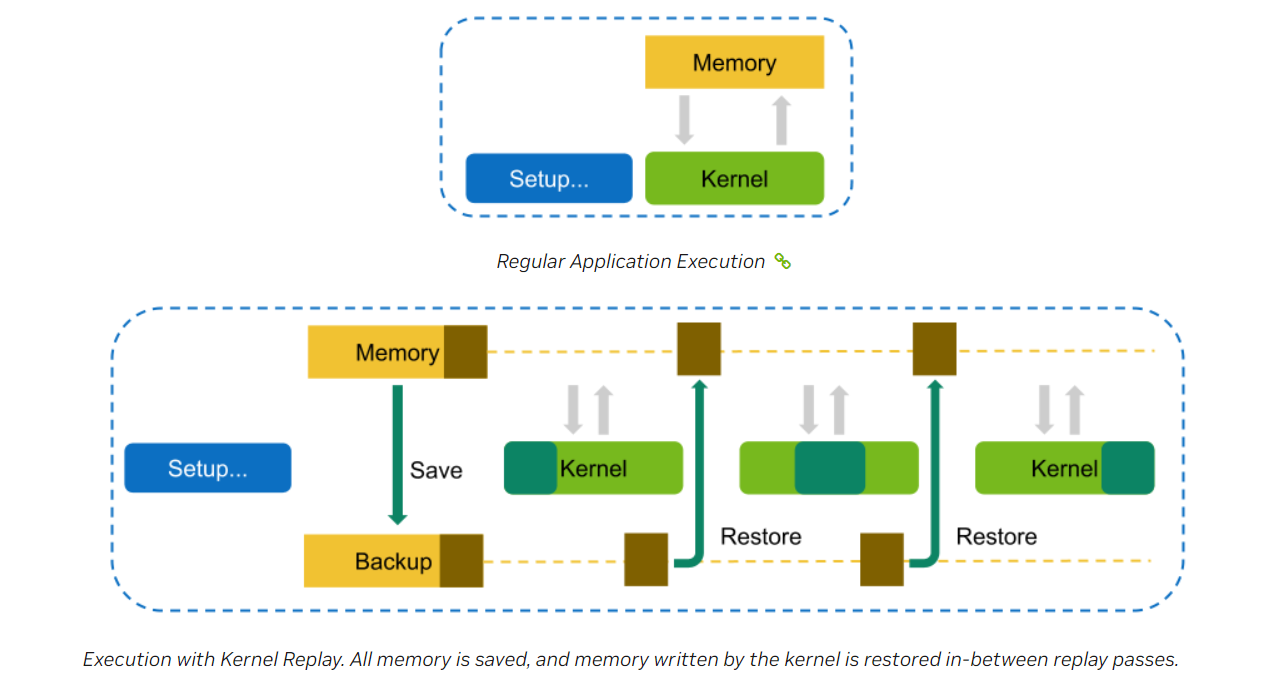 Memory
Setup...
Kernel
Regular Application Execution
Memory
Setup...
Save
Kernel
Kernel
Restore
Restore
Backup
Execution with Kernel Replay. All memory is saved, and memory written by the kernel is restored in-between replay passes.